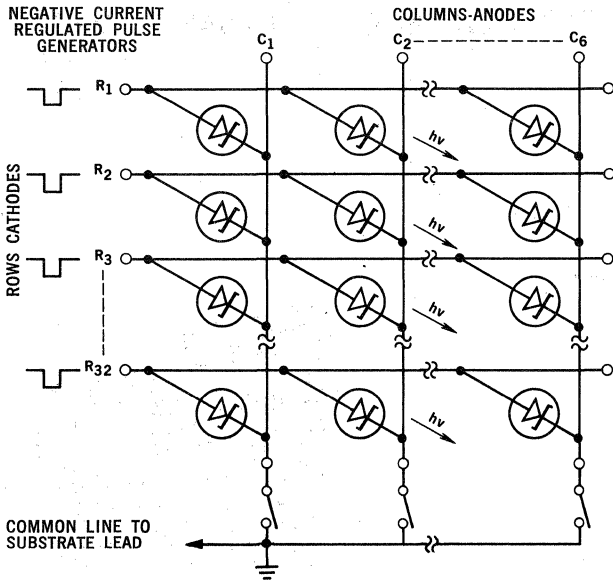 NEGATIVE CURRENT
REGULATED PULSE
GENERATORS
COLUMNS-ANODES
C1
C2
C6
R1
hν
R2
hν
ROWS CATHODES
R3
hν
R32
hν
COMMON LINE TO
SUBSTRATE LEAD